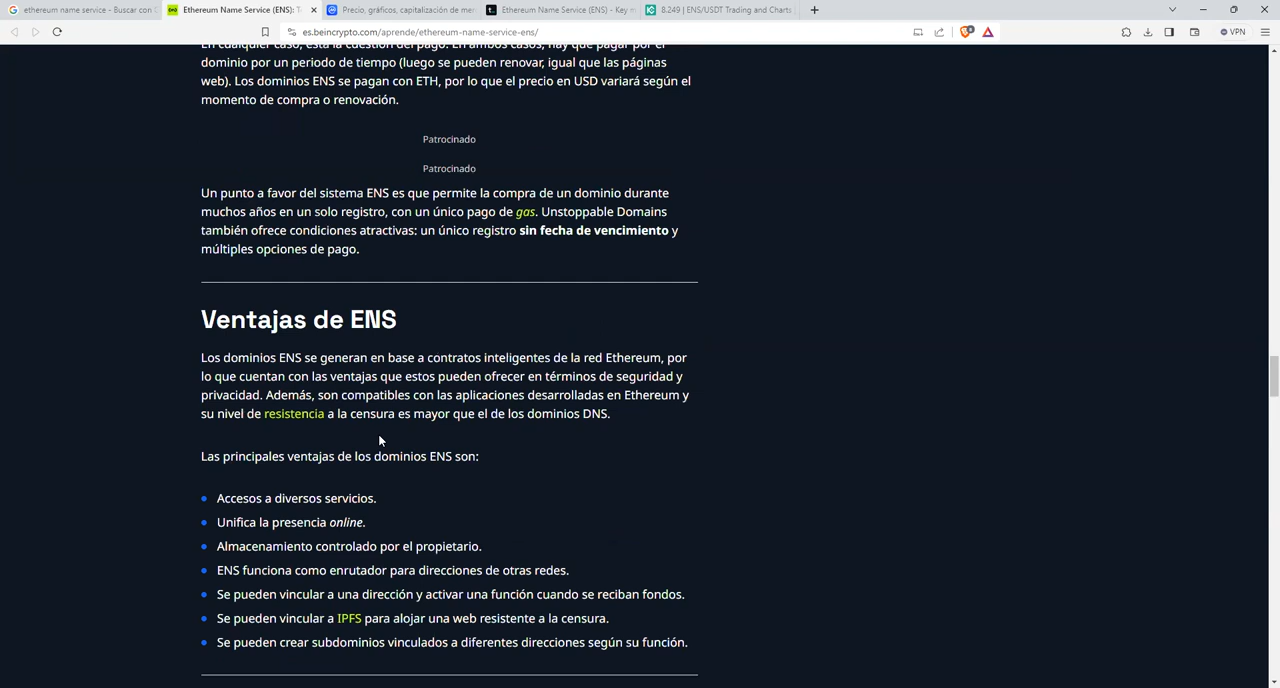 ethereum name service - Buscar con G
Ethereum Name Service (ENS): T
Precio, gráficos, capitalización de mer
Ethereum Name Service (ENS) - Key m
8.249 | ENS/USDT Trading and Charts
es.beincrypto.com/aprende/ethereum-name-service-ens/
VPN
En cualquier caso, está la cuestión del pago. En ambos casos, hay que pagar por el
dominio por un periodo de tiempo (luego se pueden renovar, igual que las páginas
web). Los dominios ENS se pagan con ETH, por lo que el precio en USD variará según el
momento de compra o renovación.
Patrocinado
Patrocinado
Un punto a favor del sistema ENS es que permite la compra de un dominio durante
muchos años en un solo registro, con un único pago de gas. Unstoppable Domains
también ofrece condiciones atractivas: un único registro sin fecha de vencimiento y
múltiples opciones de pago.
Ventajas de ENS
Los dominios ENS se generan en base a contratos inteligentes de la red Ethereum, por
lo que cuentan con las ventajas que estos pueden ofrecer en términos de seguridad y
privacidad. Además, son compatibles con las aplicaciones desarrolladas en Ethereum y
su nivel de resistencia a la censura es mayor que el de los dominios DNS.
Las principales ventajas de los dominios ENS son:
Accesos a diversos servicios.
Unifica la presencia online.
Almacenamiento controlado por el propietario.
ENS funciona como enrutador para direcciones de otras redes.
Se pueden vincular a una dirección y activar una función cuando se reciban fondos.
Se pueden vincular a IPFS para alojar una web resistente a la censura.
Se pueden crear subdominios vinculados a diferentes direcciones según su función.